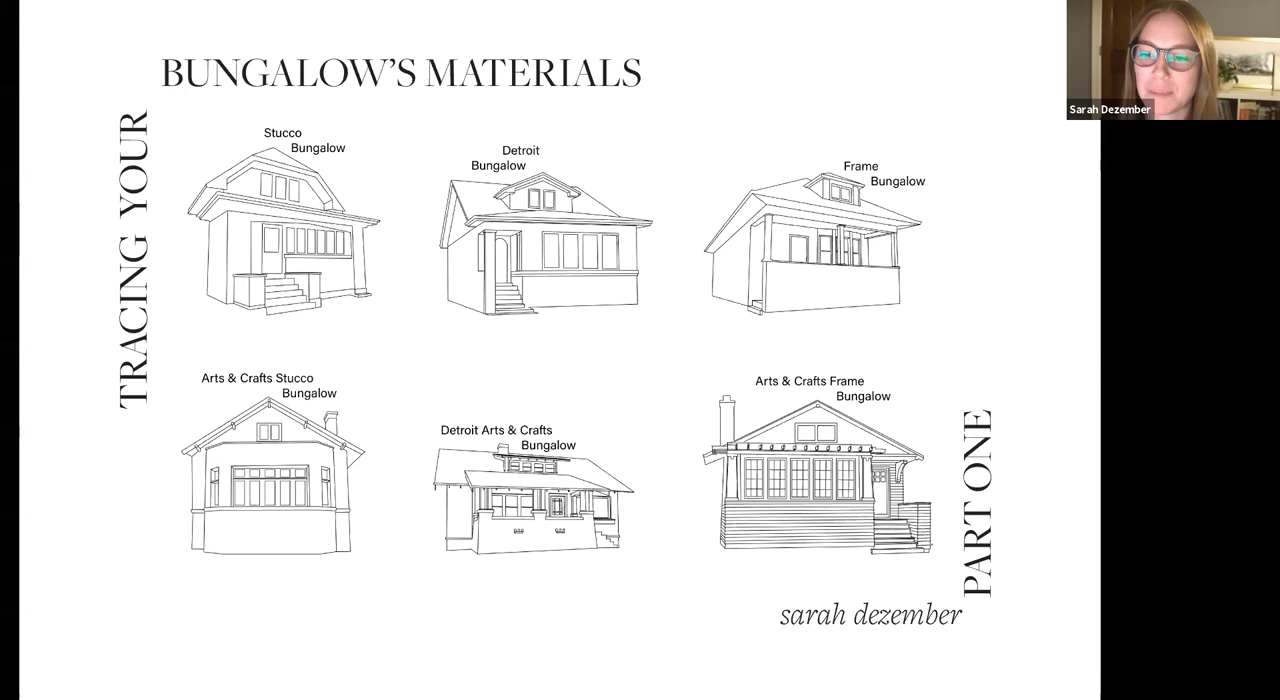 BUNGALOW'S MATERIALS
TRACING YOUR
Stucco
Bungalow
Detroit
Bungalow
Frame
Bungalow
Arts & Crafts Stucco
Bungalow
Detroit Arts & Crafts
Bungalow
Arts & Crafts Frame
Bungalow
PART ONE
sarah dezember
Sarah Dezember